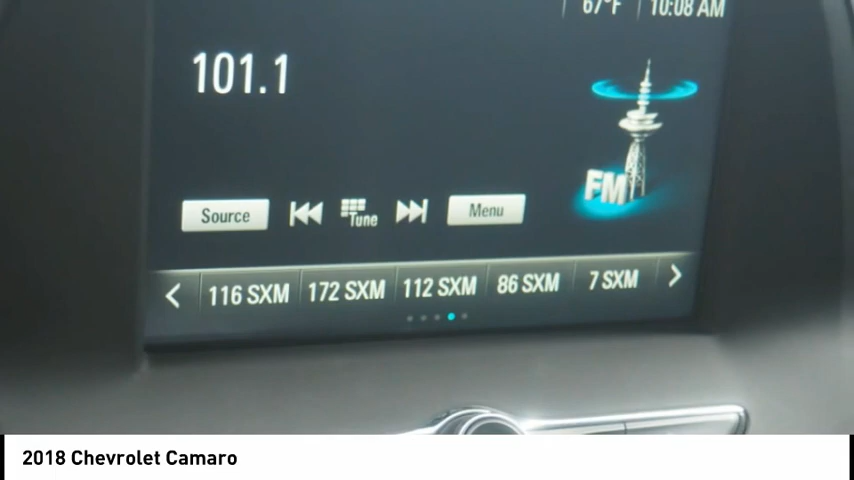 67°F 10:08 AM
101.1
FM
Source Tune Menu
116 SXM 172 SXM 112 SXM 86 SXM 7 SXM
2018 Chevrolet Camaro